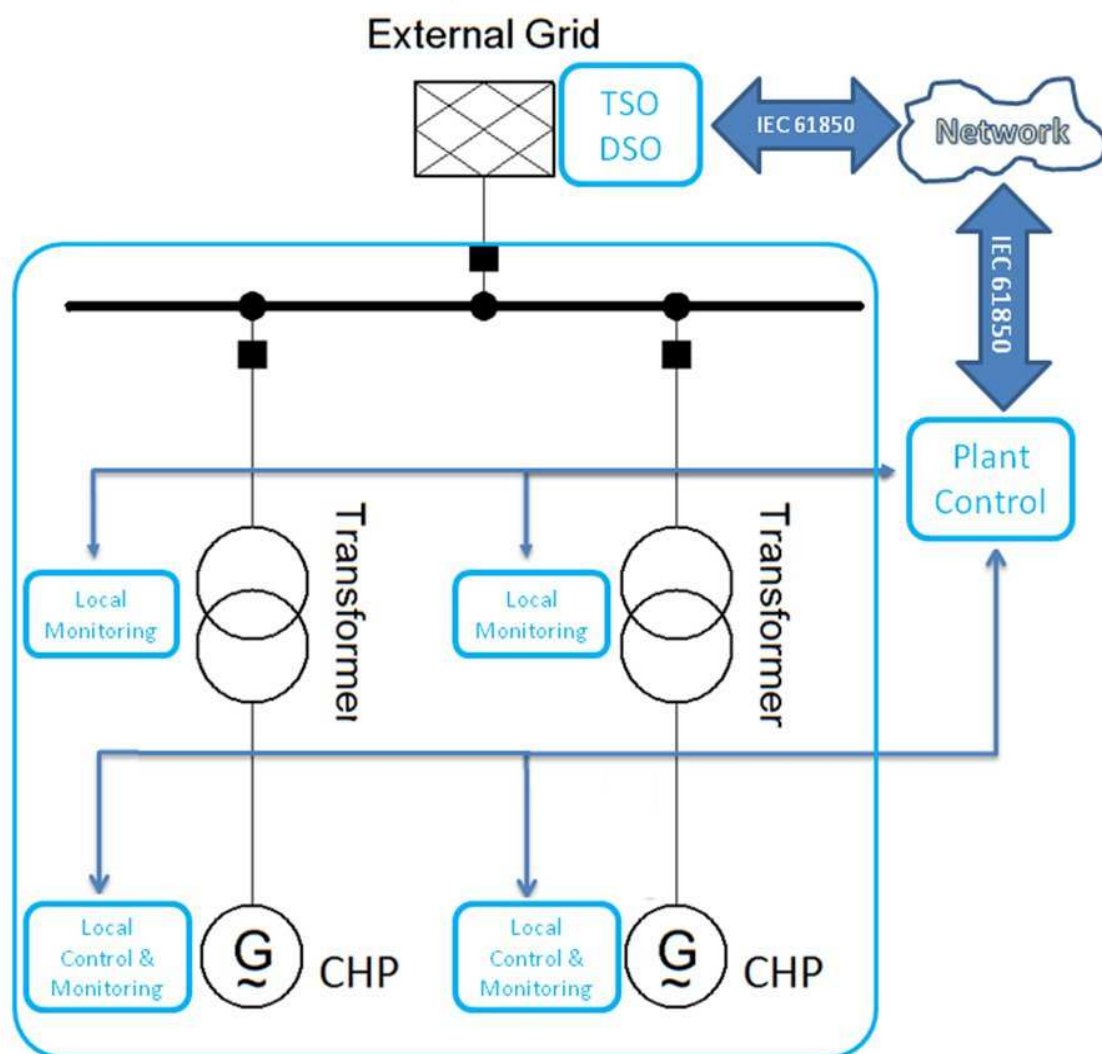 External Grid
TSO
DSO
IEC 61850
Network
IEC 61850
Plant
Control
Transformer
Transformer
Local
Monitoring
Local
Monitoring
Local
Control &
Monitoring
G
~
CHP
Local
Control &
Monitoring
G
~
CHP